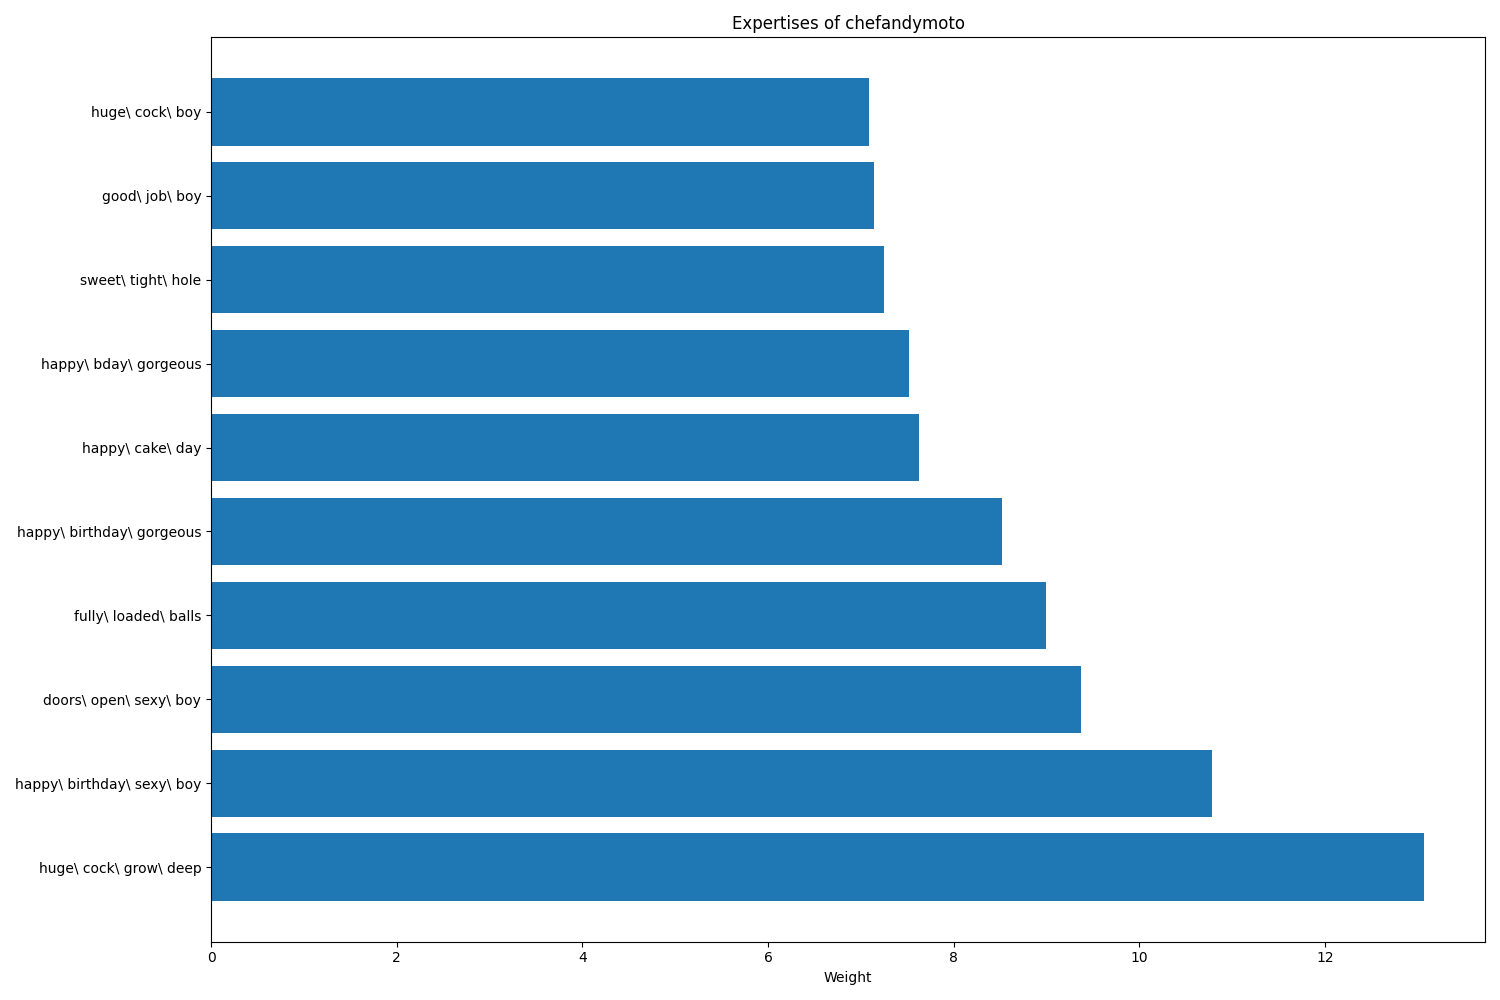 Expertises of chefandymoto
huge\ cock\ boy
good\ job\ boy
sweet\ tight\ hole
happy\ bday\ gorgeous
happy\ cake\ day
happy\ birthday\ gorgeous
fully\ loaded\ balls
doors\ open\ sexy\ boy
happy\ birthday\ sexy\ boy
huge\ cock\ grow\ deep
0 2 4 6 8 10 12
Weight